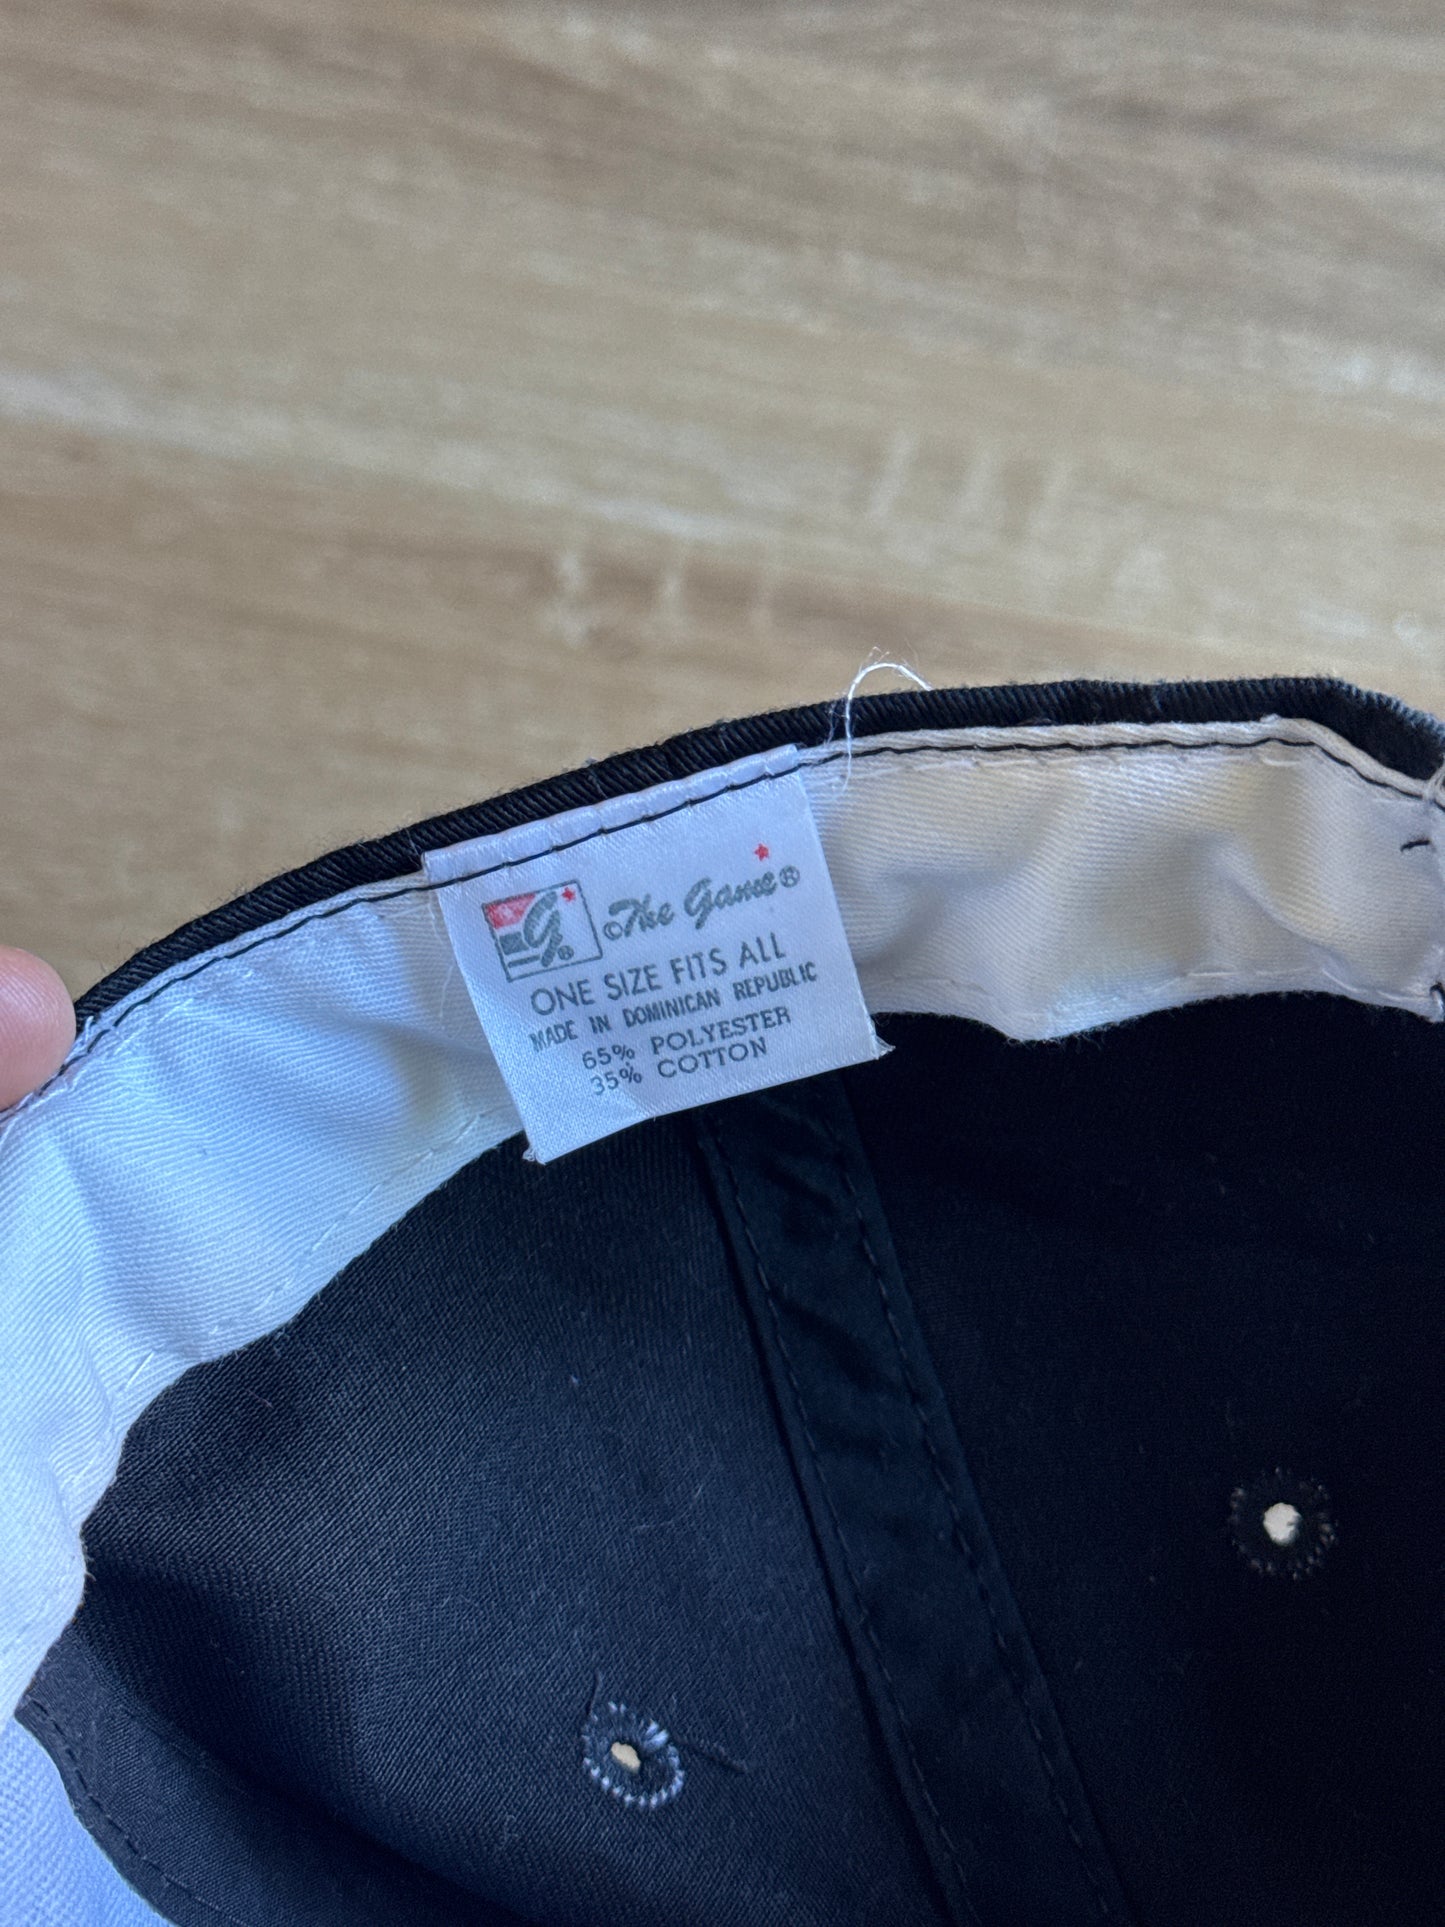 G® ©The Game®
ONE SIZE FITS ALL
MADE IN DOMINICAN REPUBLIC
65% POLYESTER
35% COTTON